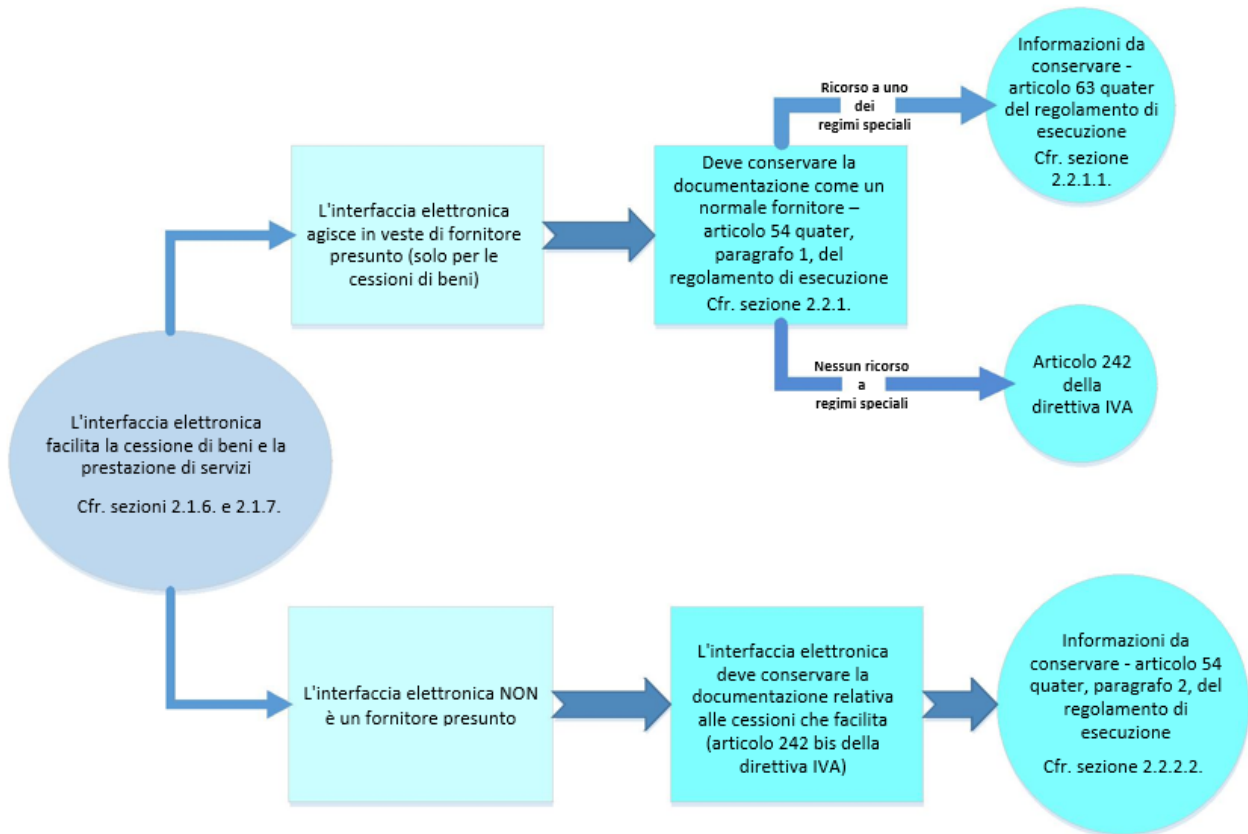 L'interfaccia elettronica
facilita la cessione di beni e la
prestazione di servizi
Cfr. sezioni 2.1.6. e 2.1.7.
L'interfaccia elettronica
agisce in veste di fornitore
presunto (solo per le
cessioni di beni)
Deve conservare la
documentazione come un
normale fornitore –
articolo 54 quater,
paragrafo 1, del
regolamento di esecuzione
Cfr. sezione 2.2.1.
Ricorso a uno
dei
regimi speciali
Informazioni da
conservare -
articolo 63 quater
del regolamento di
esecuzione
Cfr. sezione
2.2.1.1.
Nessun ricorso
a
regimi speciali
Articolo 242
della
direttiva IVA
L'interfaccia elettronica NON
è un fornitore presunto
L'interfaccia elettronica
deve conservare la
documentazione relativa
alle cessioni che facilita
(articolo 242 bis della
direttiva IVA)
Informazioni da
conservare - articolo 54
quater, paragrafo 2, del
regolamento di
esecuzione
Cfr. sezione 2.2.2.2.